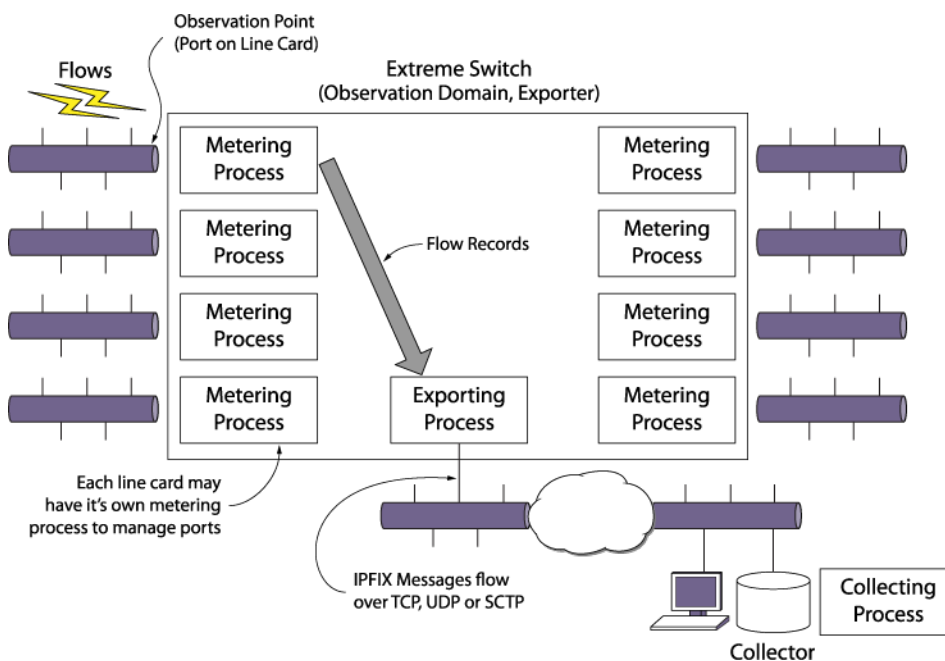 Observation Point
(Port on Line Card)
Flows
Extreme Switch
(Observation Domain, Exporter)
Metering
Process
Metering
Process
Metering
Process
Metering
Process
Flow Records
Metering
Process
Metering
Process
Metering
Process
Exporting
Process
Metering
Process
Each line card may
have it's own metering
process to manage ports
IPFIX Messages flow
over TCP, UDP or SCTP
Collecting
Process
Collector